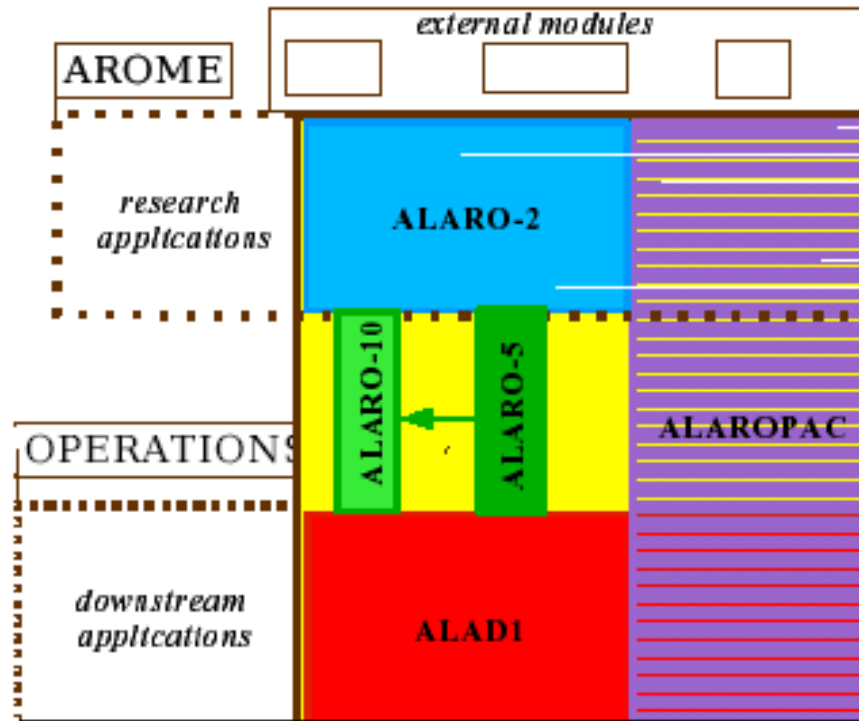 external modules
AROME
research
applications
ALARO-2
ALARO-10
ALARO-5
ALAROPAC
OPERATIONS
downstream
applications
ALAD1